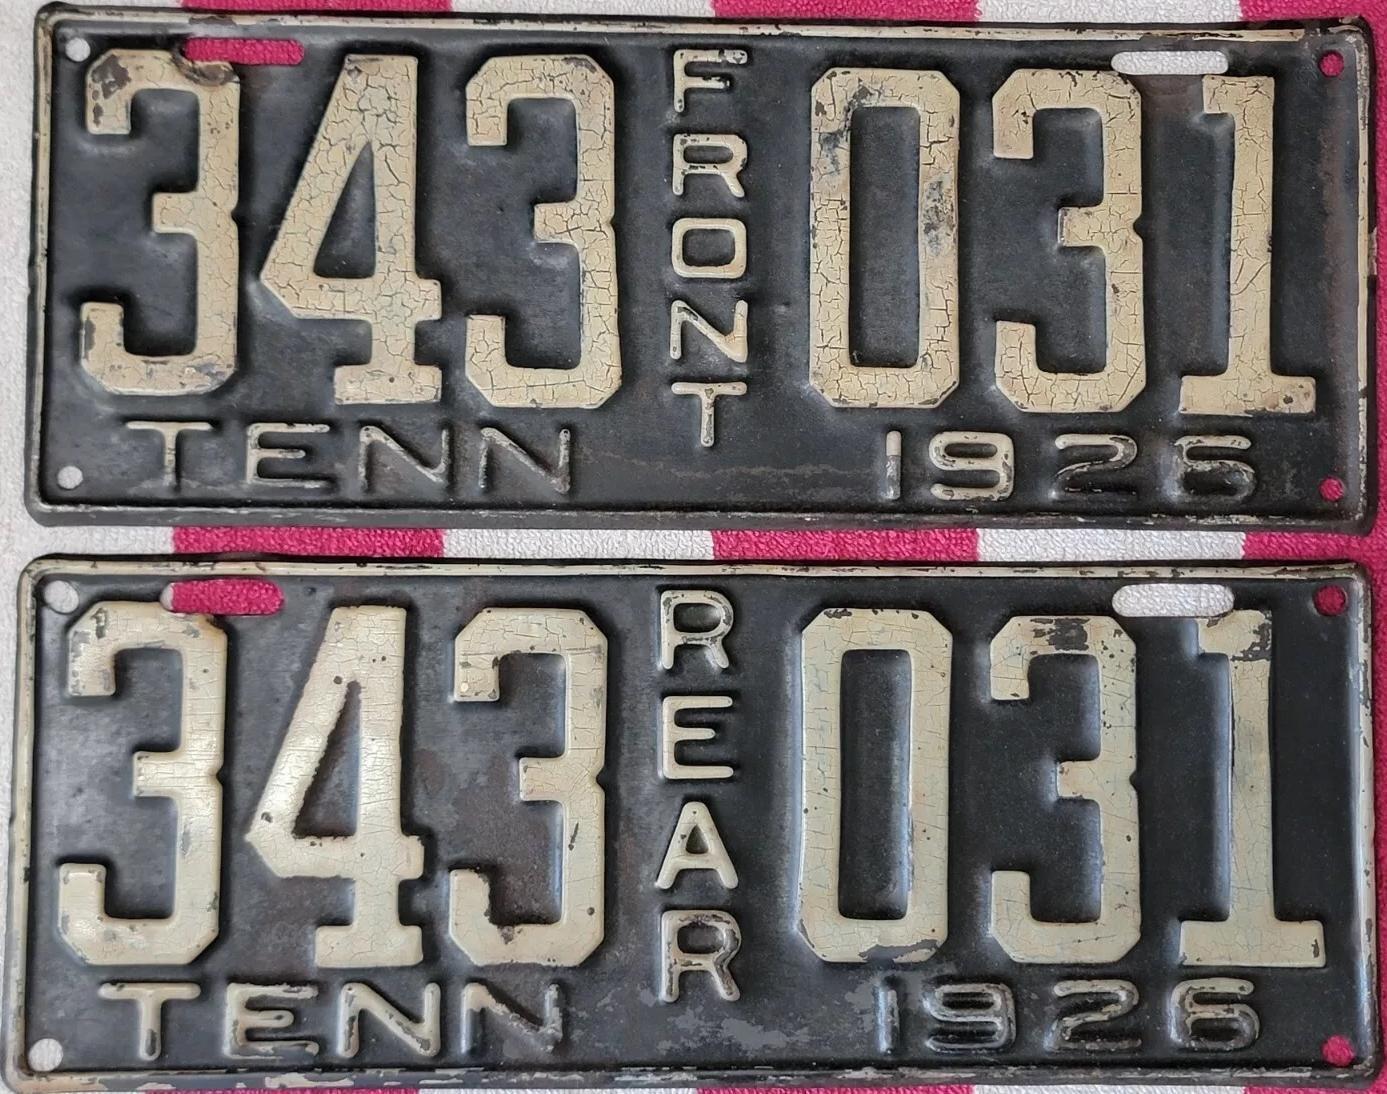 343 FRONT 031
TENN 1926
343 REAR 031
TENN 1926